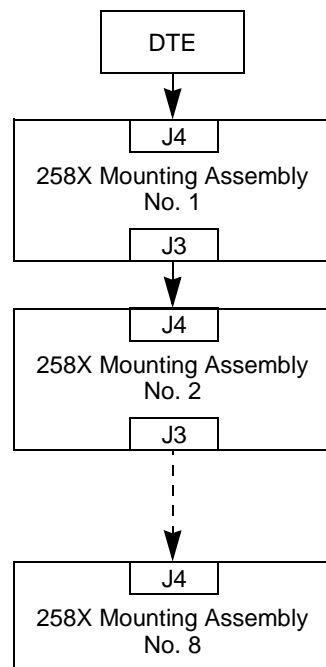 DTE
J4
258X Mounting Assembly
No. 1
J3
J4
258X Mounting Assembly
No. 2
J3
J4
258X Mounting Assembly
No. 8